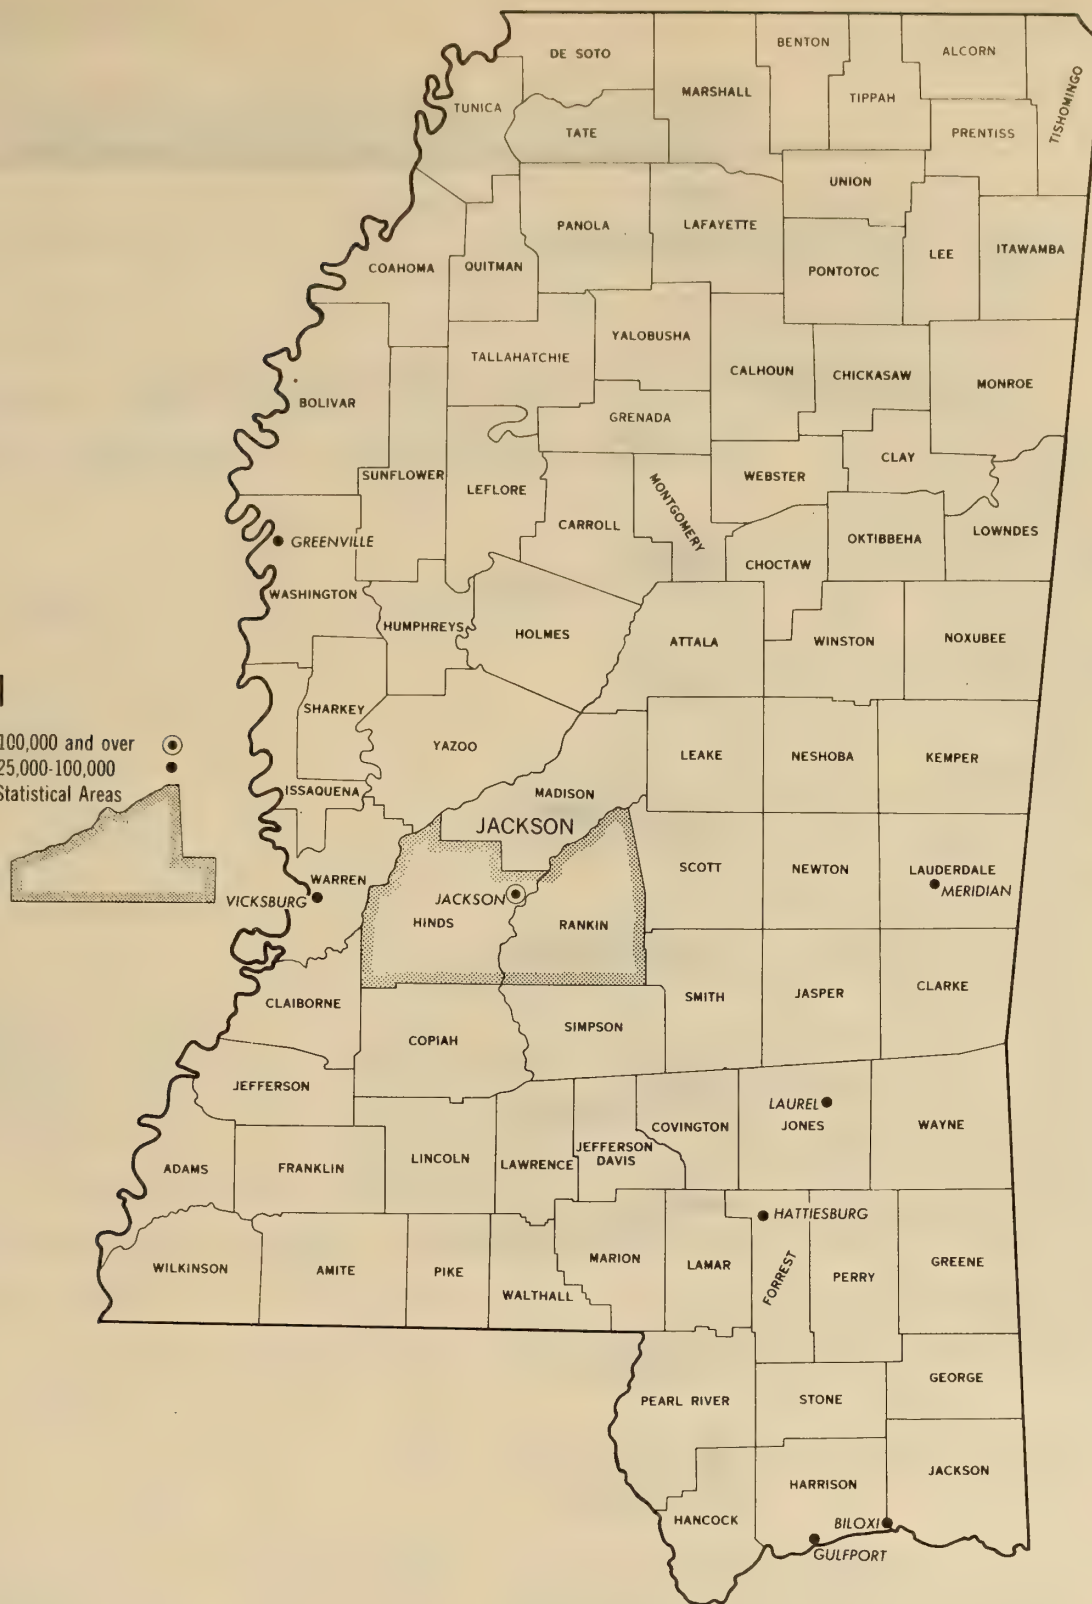 DE SOTO
BENTON
ALCORN
TUNICA
MARSHALL
TIPPAH
TISHOMINGO
TATE
PRENTISS
UNION
PANOLA
LAFAYETTE
COAHOMA
QUITMAN
PONTOTOC
LEE
ITAWAMBA
TALLAHATCHIE
YALOBUSHA
CALHOUN
CHICKASAW
MONROE
BOLIVAR
GRENADA
SUNFLOWER
LEFLORE
WEBSTER
CLAY
MONTGOMERY
CARROLL
GREENVILLE
CHOCTAW
OKTIBBEHA
LOWNDES
WASHINGTON
HUMPHREYS
HOLMES
ATTALA
WINSTON
NOXUBEE
SHARKEY
YAZOO
LEAKE
NESHOBA
KEMPER
100,000 and over
25,000-100,000
Statistical Areas
ISSAQUENA
MADISON
JACKSON
WARREN
SCOTT
NEWTON
LAUDERDALE
VICKSBURG
JACKSON
MERIDIAN
HINDS
RANKIN
CLAIBORNE
COPIAH
SIMPSON
SMITH
JASPER
CLARKE
JEFFERSON
LAUREL
JONES
WAYNE
COVINGTON
ADAMS
FRANKLIN
LINCOLN
LAWRENCE
JEFFERSON
DAVIS
HATTIESBURG
WILKINSON
AMITE
PIKE
WALTHALL
MARION
LAMAR
FORREST
PERRY
GREENE
PEARL RIVER
STONE
GEORGE
HARRISON
JACKSON
HANCOCK
BILOXI
GULFPORT